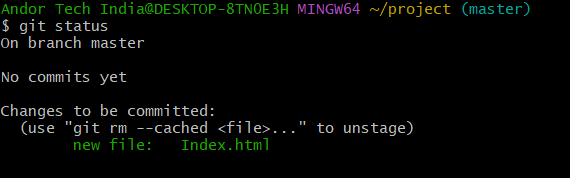 Andor Tech India@DESKTOP-8TN0E3H MINGW64 ~/project (master)
$ git status
On branch master
No commits yet
Changes to be committed:
(use "git rm --cached <file>..." to unstage)
new file: Index.html